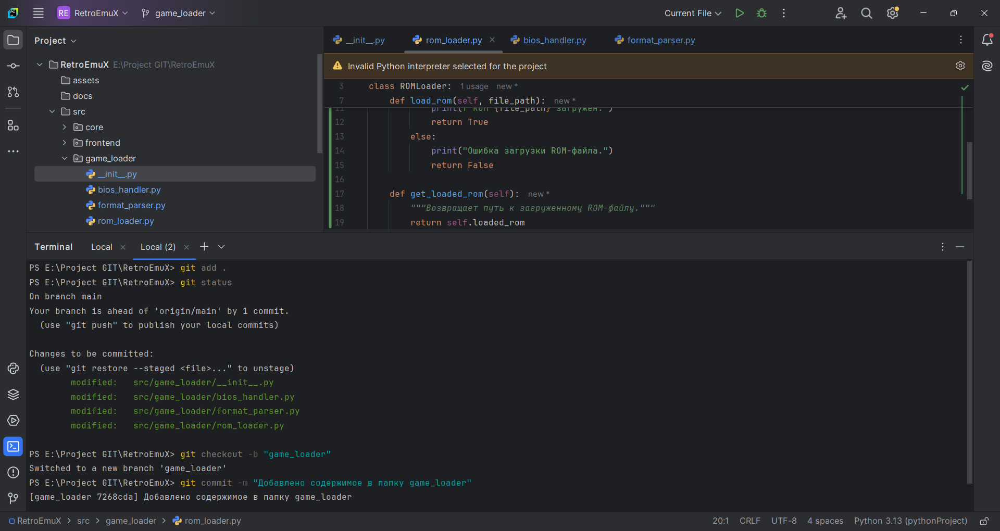 RE RetroEmuX game_loader Current File
Project
__init__.py rom_loader.py bios_handler.py format_parser.py
RetroEmuX E:\Project GIT\RetroEmuX
assets
docs
src
core
frontend
game_loader
__init__.py
bios_handler.py
format_parser.py
rom_loader.py
Invalid Python interpreter selected for the project
3 class ROMLoader: 1 usage new *
7 def load_rom(self, file_path): new *
11 print(f"ROM {file_path} загружен.")
12 return True
13 else:
14 print("Ошибка загрузки ROM-файла.")
15 return False
16
17 def get_loaded_rom(self): new *
18 """Возвращает путь к загруженному ROM-файлу."""
19 return self.loaded_rom
Terminal Local Local (2)
PS E:\Project GIT\RetroEmuX> git add .
PS E:\Project GIT\RetroEmuX> git status
On branch main
Your branch is ahead of 'origin/main' by 1 commit.
(use "git push" to publish your local commits)
Changes to be committed:
(use "git restore --staged <file>..." to unstage)
modified: src/game_loader/__init__.py
modified: src/game_loader/bios_handler.py
modified: src/game_loader/format_parser.py
modified: src/game_loader/rom_loader.py
PS E:\Project GIT\RetroEmuX> git checkout -b "game_loader"
Switched to a new branch 'game_loader'
PS E:\Project GIT\RetroEmuX> git commit -m "Добавлено содержимое в папку game_loader"
[game_loader 7268cda] Добавлено содержимое в папку game_loader
RetroEmuX > src > game_loader > rom_loader.py 20:1 CRLF UTF-8 4 spaces Python 3.13 (pythonProject)